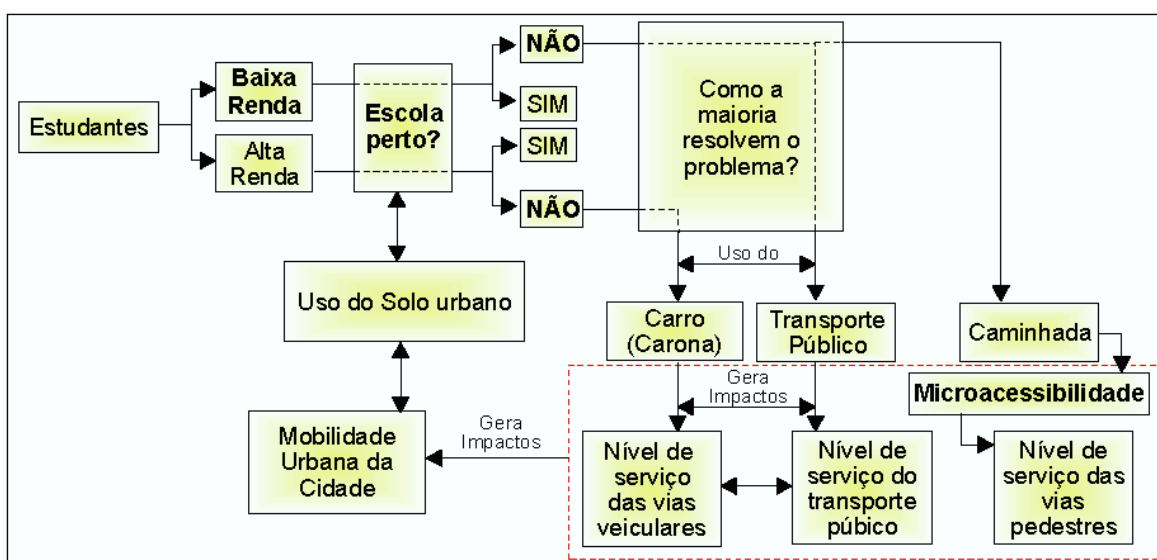 Estudantes
Baixa
Renda
Alta
Renda
Escola
perto?
NÃO
SIM
SIM
NÃO
Como a
maioria
resolvem o
problema?
Uso do
Uso do Solo urbano
Carro
(Carona)
Transporte
Público
Caminhada
Gera
Impactos
Microacessibilidade
Mobilidade
Urbana da
Cidade
Gera
Impactos
Nível de
serviço
das vias
veiculares
Nível de
serviço do
transporte
púbico
Nível de
serviço das
vias
pedestres